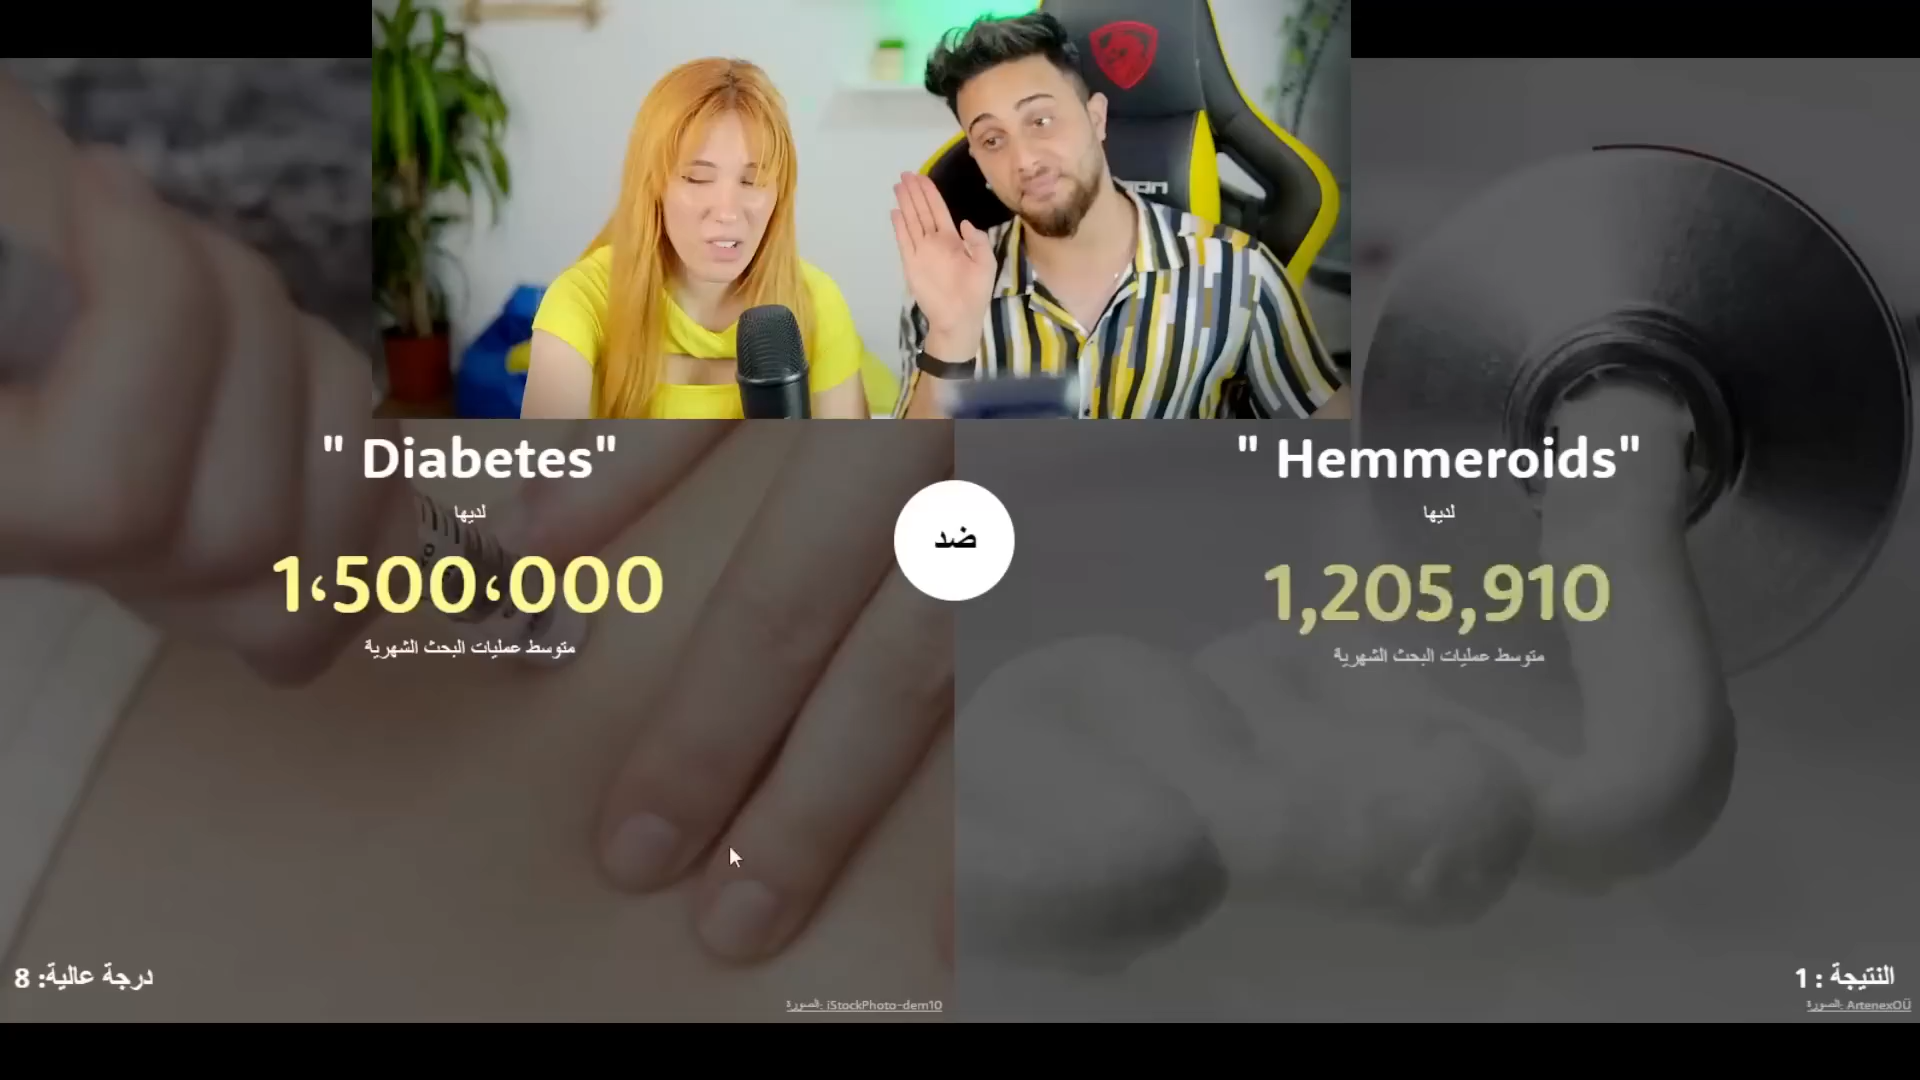 " Diabetes"
لديها
1،500،000
متوسط عمليات البحث الشهرية
ضد
" Hemmeroids"
لديها
1,205,910
متوسط عمليات البحث الشهرية
درجة عالية: 8
الصورة: iStockPhoto-dem10
النتيجة : 1
الصورة: ArtenexOÜ